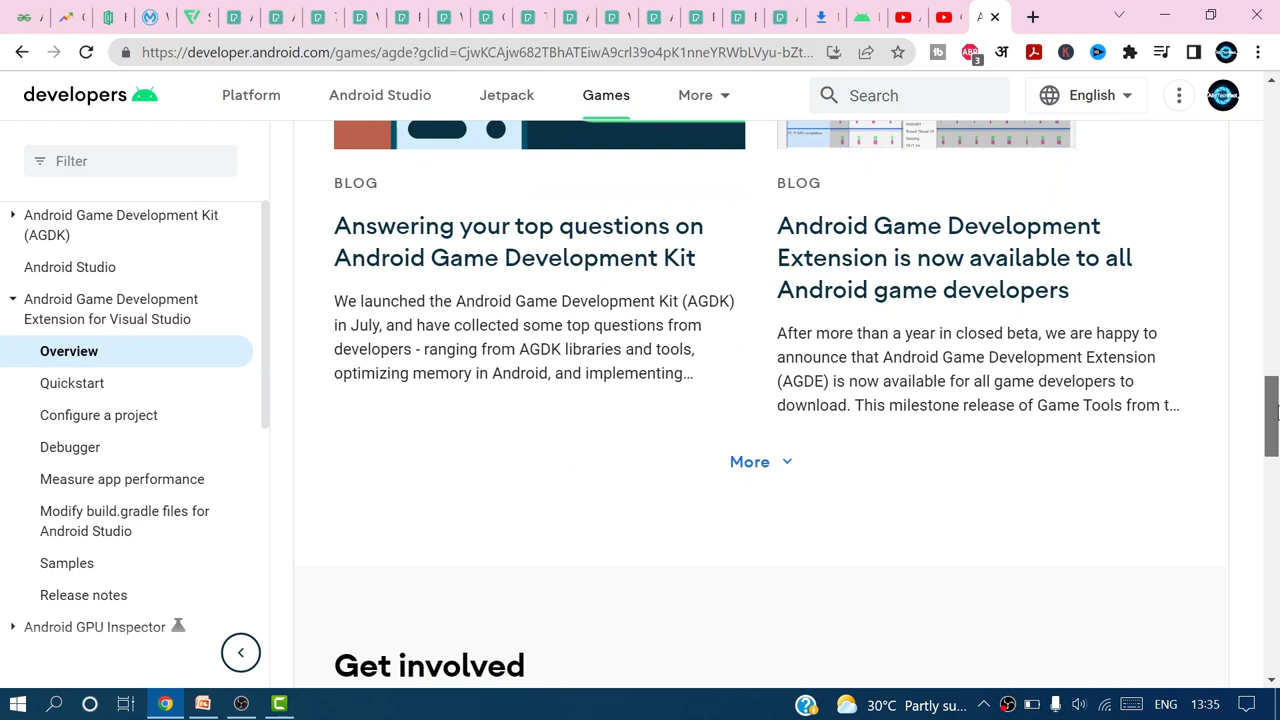 https://developer.android.com/games/agde?gclid=CjwKCAjw682TBhATEiwA9crl39o4pK1nneYRWbLVyu-bZt...
ABP
3
अ
developers
Platform
Android Studio
Jetpack
Games
More
Search
English
Filter
Android Game Development Kit
(AGDK)
Android Studio
Android Game Development
Extension for Visual Studio
Overview
Quickstart
Configure a project
Debugger
Measure app performance
Modify build.gradle files for
Android Studio
Samples
Release notes
Android GPU Inspector
BLOG
Answering your top questions on
Android Game Development Kit
We launched the Android Game Development Kit (AGDK)
in July, and have collected some top questions from
developers - ranging from AGDK libraries and tools,
optimizing memory in Android, and implementing...
BLOG
Android Game Development
Extension is now available to all
Android game developers
After more than a year in closed beta, we are happy to
announce that Android Game Development Extension
(AGDE) is now available for all game developers to
download. This milestone release of Game Tools from t...
More
Get involved
30°C Partly su...
ENG
13:35